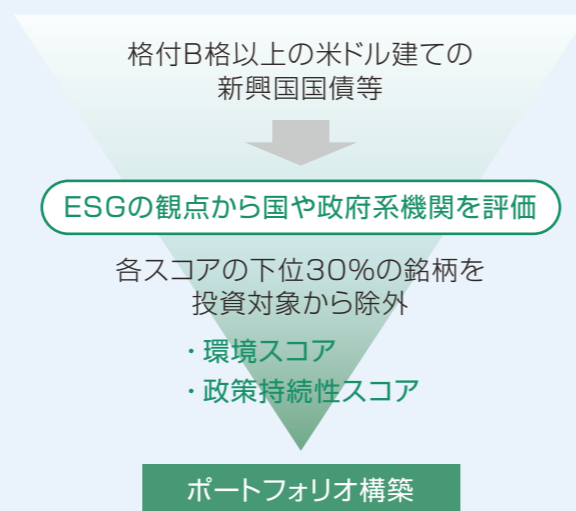 格付B格以上の米ドル建ての
新興国国債等
ESGの観点から国や政府系機関を評価
各スコアの下位30%の銘柄を
投資対象から除外
・環境スコア
・政策持続性スコア
ポートフォリオ構築